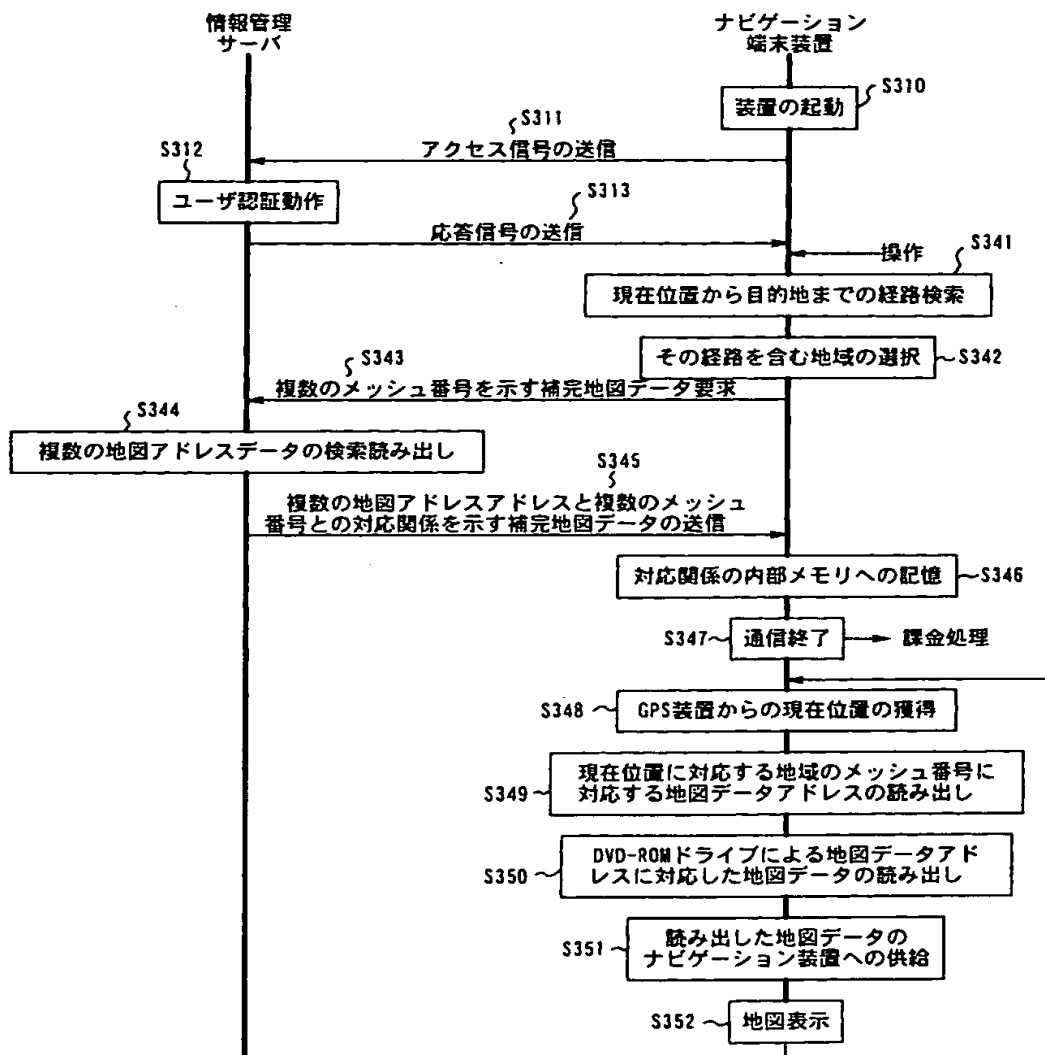 情報管理
サーバ
ナビゲーション
端末装置
S310
装置の起動
S311
アクセス信号の送信
S312
ユーザ認証動作
S313
応答信号の送信
操作
S341
現在位置から目的地までの経路検索
その経路を含む地域の選択
S342
S343
複数のメッシュ番号を示す補完地図データ要求
S344
複数の地図アドレスデータの検索読み出し
S345
複数の地図アドレスアドレスと複数のメッシュ
番号との対応関係を示す補完地図データの送信
対応関係の内部メモリへの記憶
S346
S347
通信終了
課金処理
S348
GPS装置からの現在位置の獲得
S349
現在位置に対応する地域のメッシュ番号に
対応する地図データアドレスの読み出し
S350
DVD-ROMドライブによる地図データアド
レスに対応した地図データの読み出し
S351
読み出した地図データの
ナビゲーション装置への供給
S352
地図表示